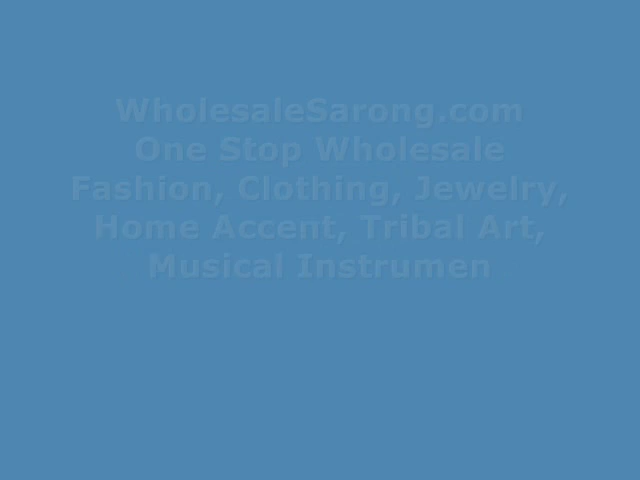 WholesaleSarong.com
One Stop Wholesale
Fashion, Clothing, Jewelry,
Home Accent, Tribal Art,
Musical Instrumen